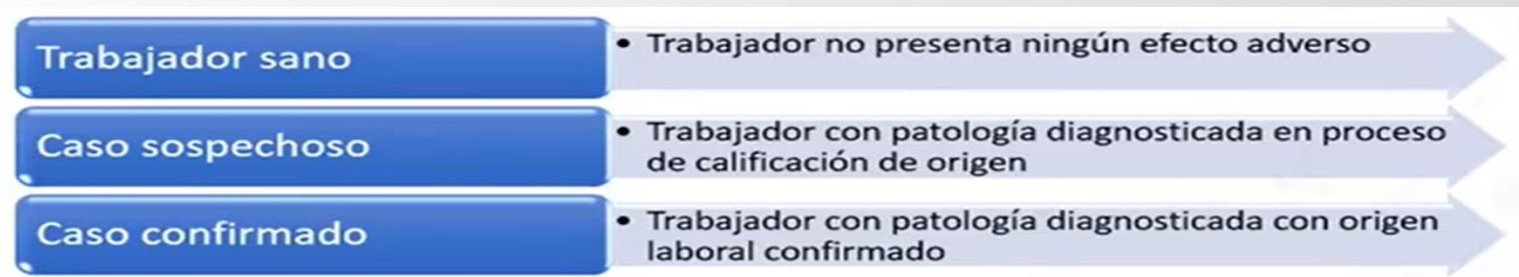 Trabajador sano
• Trabajador no presenta ningún efecto adverso
Caso sospechoso
• Trabajador con patología diagnosticada en proceso
de calificación de origen
Caso confirmado
• Trabajador con patología diagnosticada con origen
laboral confirmado